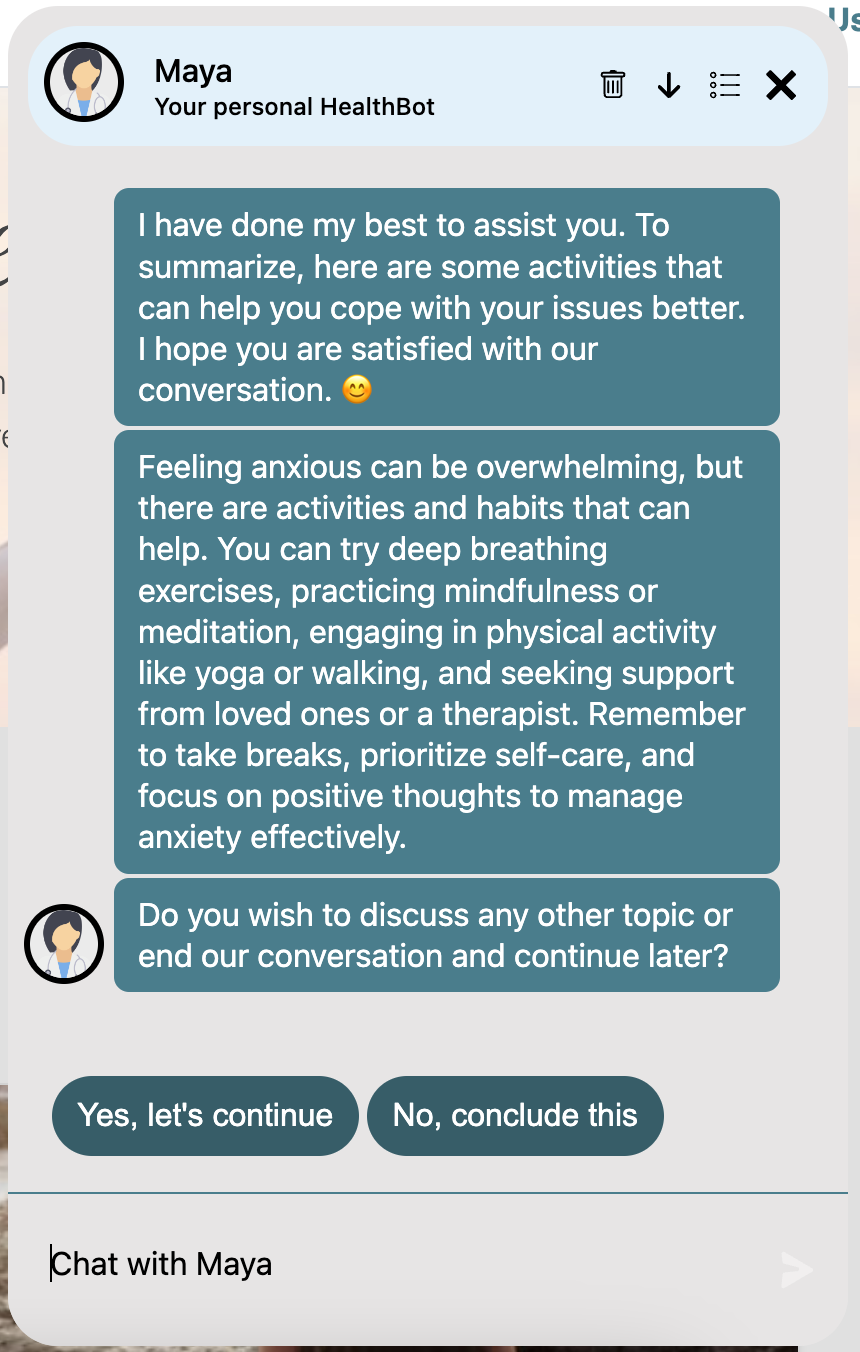 Us
Maya
Your personal HealthBot
I have done my best to assist you. To
summarize, here are some activities that
can help you cope with your issues better.
I hope you are satisfied with our
conversation. 😊
Feeling anxious can be overwhelming, but
there are activities and habits that can
help. You can try deep breathing
exercises, practicing mindfulness or
meditation, engaging in physical activity
like yoga or walking, and seeking support
from loved ones or a therapist. Remember
to take breaks, prioritize self-care, and
focus on positive thoughts to manage
anxiety effectively.
Do you wish to discuss any other topic or
end our conversation and continue later?
Yes, let's continue
No, conclude this
Chat with Maya